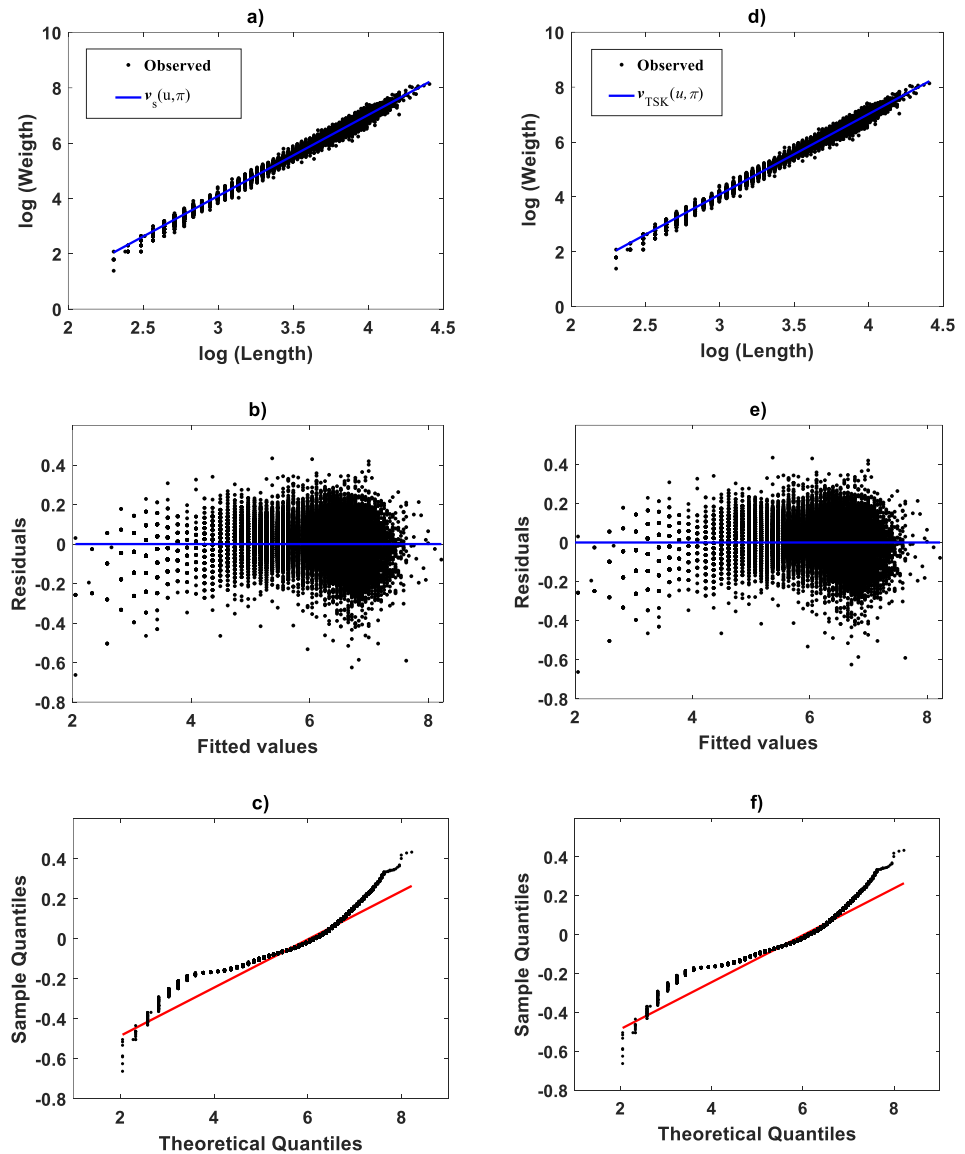 a)
Observed
v_s(u,π)
log (Weigth)
10
8
6
4
2
0
2 2.5 3 3.5 4 4.5
log (Length)
d)
Observed
v_TSK(u,π)
log (Weigth)
10
8
6
4
2
0
2 2.5 3 3.5 4 4.5
log (Length)
b)
Residuals
0.4
0.2
0
-0.2
-0.4
-0.6
-0.8
2 4 6 8
Fitted values
e)
Residuals
0.4
0.2
0
-0.2
-0.4
-0.6
-0.8
2 4 6 8
Fitted values
c)
Sample Quantiles
0.4
0.2
0
-0.2
-0.4
-0.6
-0.8
2 4 6 8
Theoretical Quantiles
f)
Sample Quantiles
0.4
0.2
0
-0.2
-0.4
-0.6
-0.8
2 4 6 8
Theoretical Quantiles